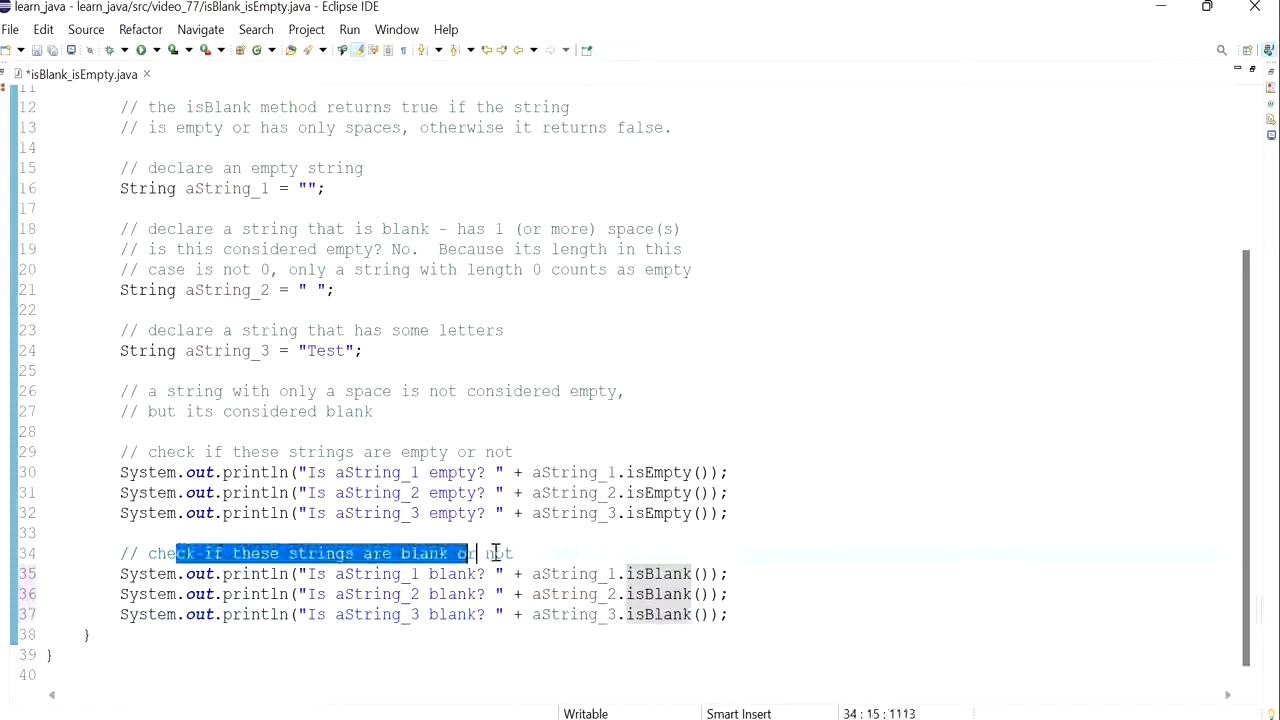 learn_java - learn_java/src/video_77/isBlank_isEmpty.java - Eclipse IDE
File Edit Source Refactor Navigate Search Project Run Window Help
*isBlank_isEmpty.java
11
12 // the isBlank method returns true if the string
13 // is empty or has only spaces, otherwise it returns false.
14
15 // declare an empty string
16 String aString_1 = "";
17
18 // declare a string that is blank - has 1 (or more) space(s)
19 // is this considered empty? No.  Because its length in this
20 // case is not 0, only a string with length 0 counts as empty
21 String aString_2 = " ";
22
23 // declare a string that has some letters
24 String aString_3 = "Test";
25
26 // a string with only a space is not considered empty,
27 // but its considered blank
28
29 // check if these strings are empty or not
30 System.out.println("Is aString_1 empty? " + aString_1.isEmpty());
31 System.out.println("Is aString_2 empty? " + aString_2.isEmpty());
32 System.out.println("Is aString_3 empty? " + aString_3.isEmpty());
33
34 // check if these strings are blank or not
35 System.out.println("Is aString_1 blank? " + aString_1.isBlank());
36 System.out.println("Is aString_2 blank? " + aString_2.isBlank());
37 System.out.println("Is aString_3 blank? " + aString_3.isBlank());
38 }
39 }
40
Writable Smart Insert 34 : 15 : 1113